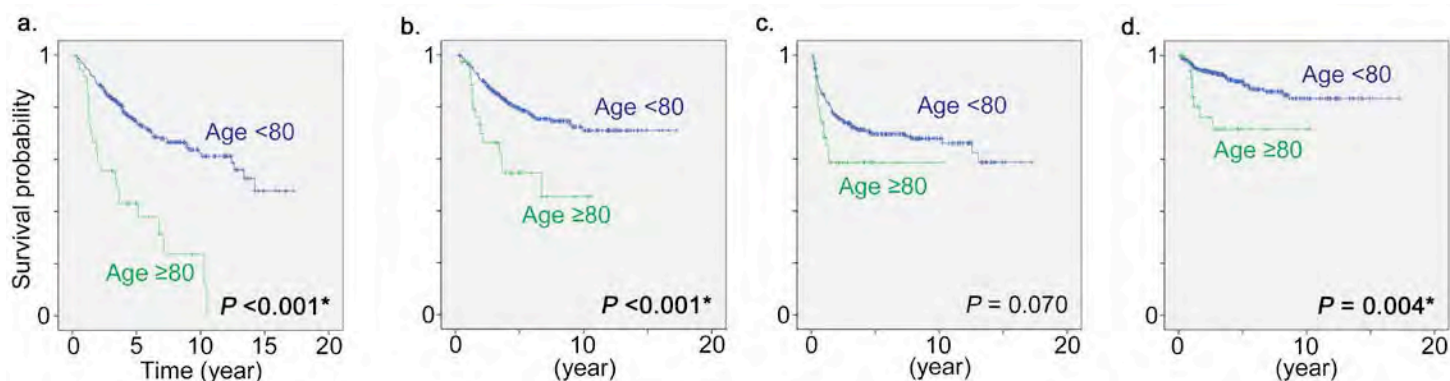 a.
Survival probability
1
0
Age <80
Age ≥80
P <0.001*
0 5 10 15 20
Time (year)
b.
1
0
Age <80
Age ≥80
P <0.001*
0 10 20
(year)
c.
1
0
Age <80
Age ≥80
P = 0.070
0 10 20
(year)
d.
1
0
Age <80
Age ≥80
P = 0.004*
0 10 20
(year)